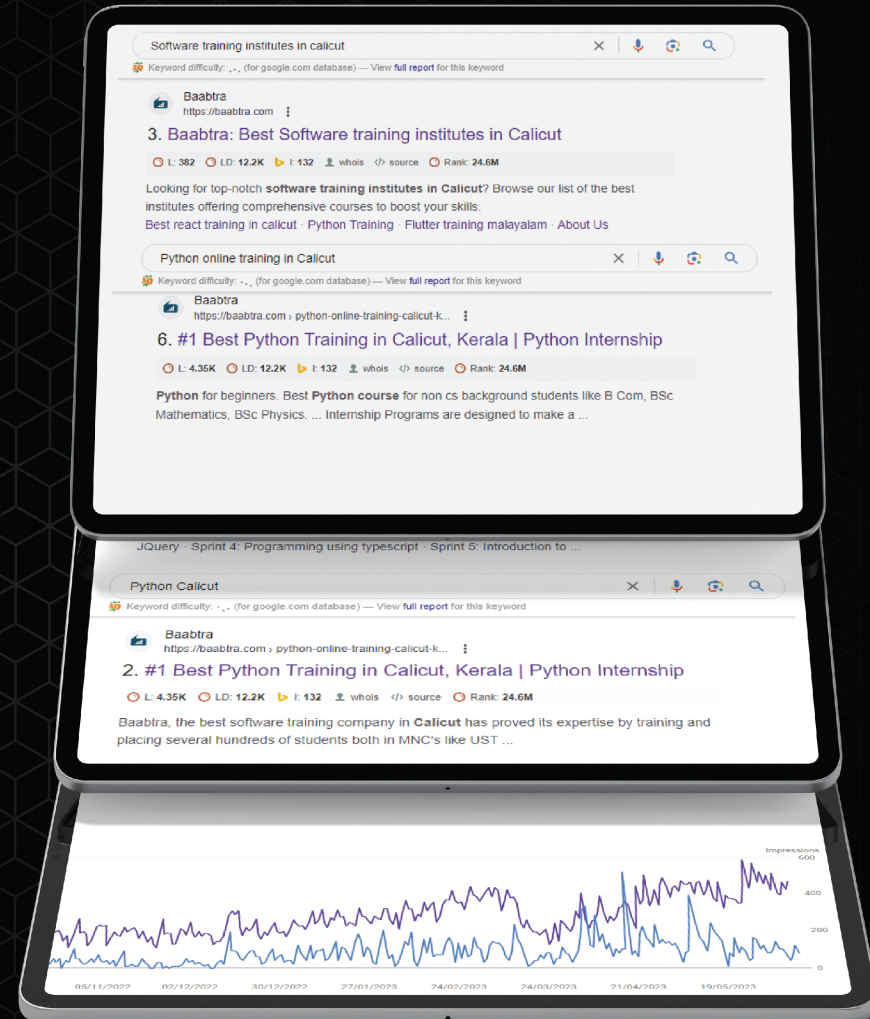 Software training institutes in calicut
Keyword difficulty: . . . (for google.com database) — View full report for this keyword
Baabtra
https://baabtra.com
3. Baabtra: Best Software training institutes in Calicut
L: 382 LD: 12.2K I: 132 whois </> source Rank: 24.6M
Looking for top-notch software training institutes in Calicut? Browse our list of the best
institutes offering comprehensive courses to boost your skills.
Best react training in calicut · Python Training · Flutter training malayalam · About Us
Python online training in Calicut
Keyword difficulty: . . . (for google.com database) — View full report for this keyword
Baabtra
https://baabtra.com › python-online-training-calicut-k...
6. #1 Best Python Training in Calicut, Kerala | Python Internship
L: 4.35K LD: 12.2K I: 132 whois </> source Rank: 24.6M
Python for beginners. Best Python course for non cs background students like B Com, BSc
Mathematics, BSc Physics. ... Internship Programs are designed to make a ...
JQuery · Sprint 4: Programming using typescript · Sprint 5: Introduction to ...
Python Calicut
Keyword difficulty: . . . (for google.com database) — View full report for this keyword
Baabtra
https://baabtra.com › python-online-training-calicut-k...
2. #1 Best Python Training in Calicut, Kerala | Python Internship
L: 4.35K LD: 12.2K I: 132 whois </> source Rank: 24.6M
Baabtra, the best software training company in Calicut has proved its expertise by training and
placing several hundreds of students both in MNC's like UST ...
Impressions
600
400
200
0
05/11/2022 02/12/2022 30/12/2022 27/01/2023 24/02/2023 24/03/2023 21/04/2023 19/05/2023